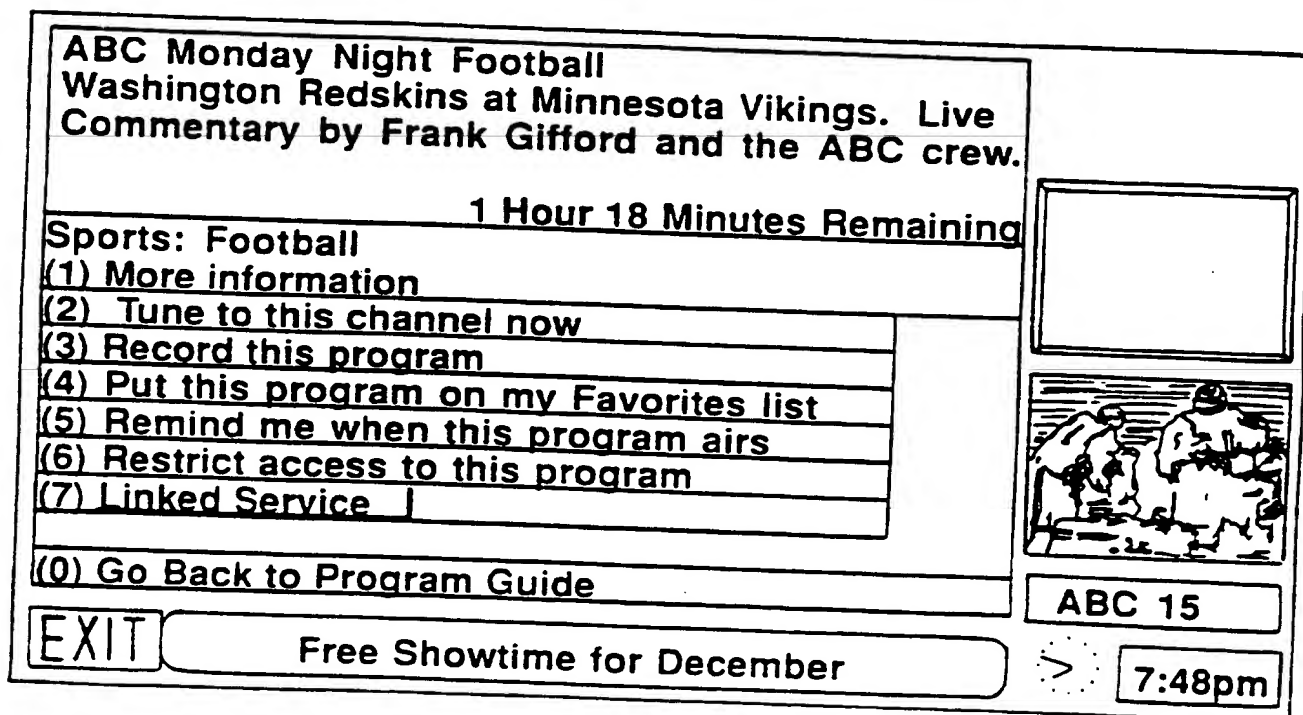 ABC Monday Night Football
Washington Redskins at Minnesota Vikings. Live
Commentary by Frank Gifford and the ABC crew.
1 Hour 18 Minutes Remaining
Sports: Football
(1) More information
(2) Tune to this channel now
(3) Record this program
(4) Put this program on my Favorites list
(5) Remind me when this program airs
(6) Restrict access to this program
(7) Linked Service
(0) Go Back to Program Guide
ABC 15
EXIT
Free Showtime for December
7:48pm